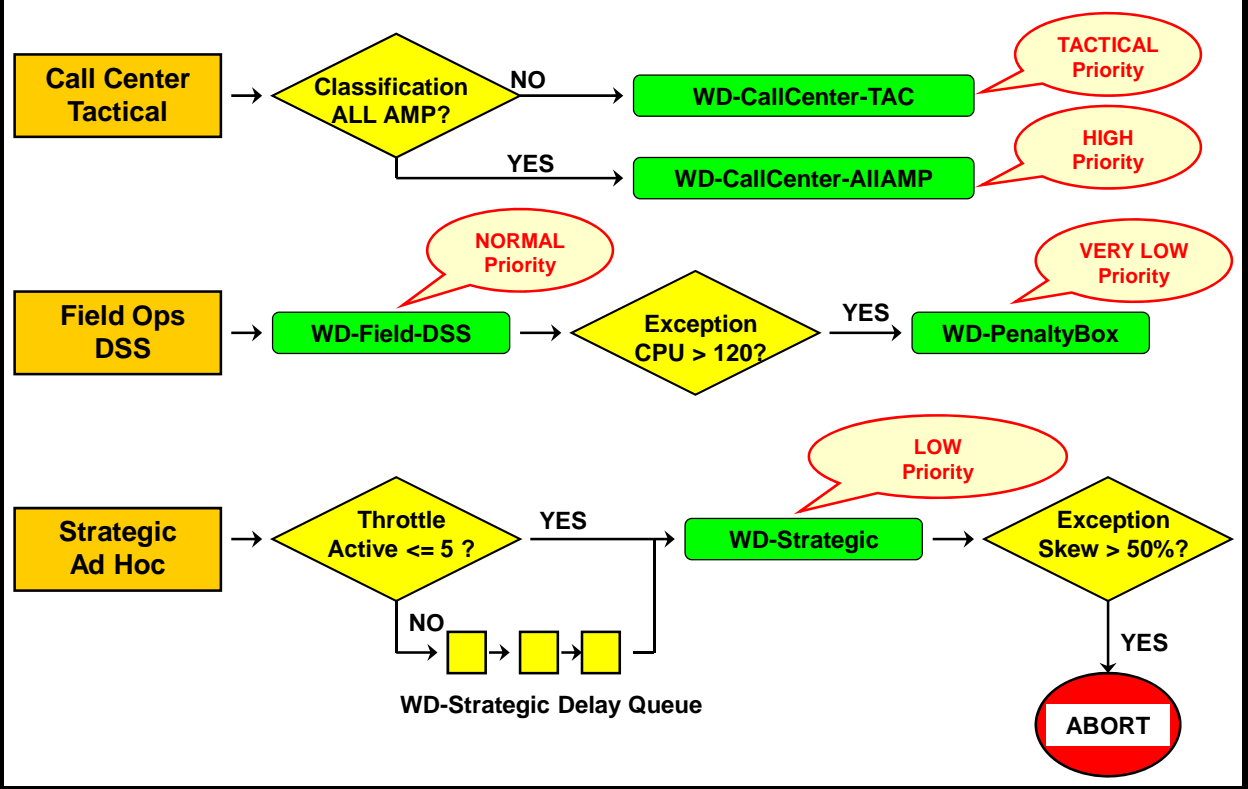 Call Center
Tactical
Classification
ALL AMP?
NO
WD-CallCenter-TAC
TACTICAL
Priority
YES
WD-CallCenter-AllAMP
HIGH
Priority
Field Ops
DSS
WD-Field-DSS
NORMAL
Priority
Exception
CPU > 120?
YES
WD-PenaltyBox
VERY LOW
Priority
Strategic
Ad Hoc
Throttle
Active <= 5 ?
YES
NO
WD-Strategic Delay Queue
WD-Strategic
LOW
Priority
Exception
Skew > 50%?
YES
ABORT